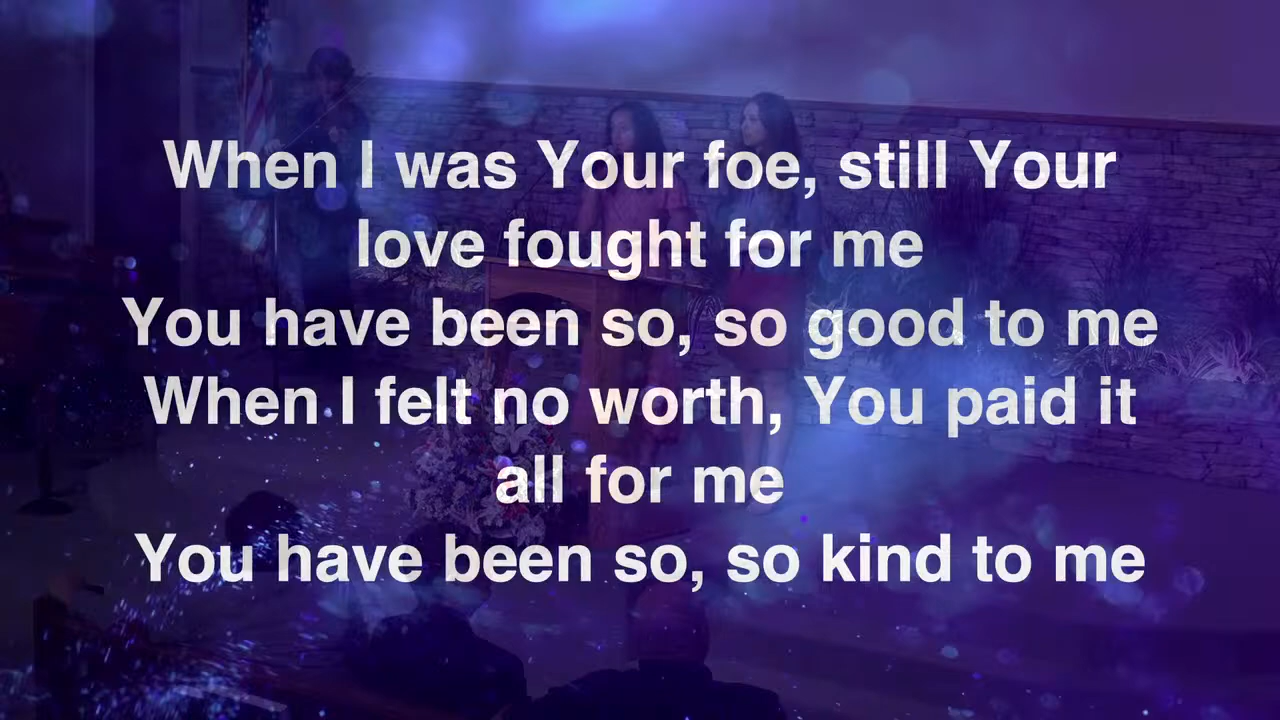 When I was Your foe, still Your
love fought for me
You have been so, so good to me
When I felt no worth, You paid it
all for me
You have been so, so kind to me